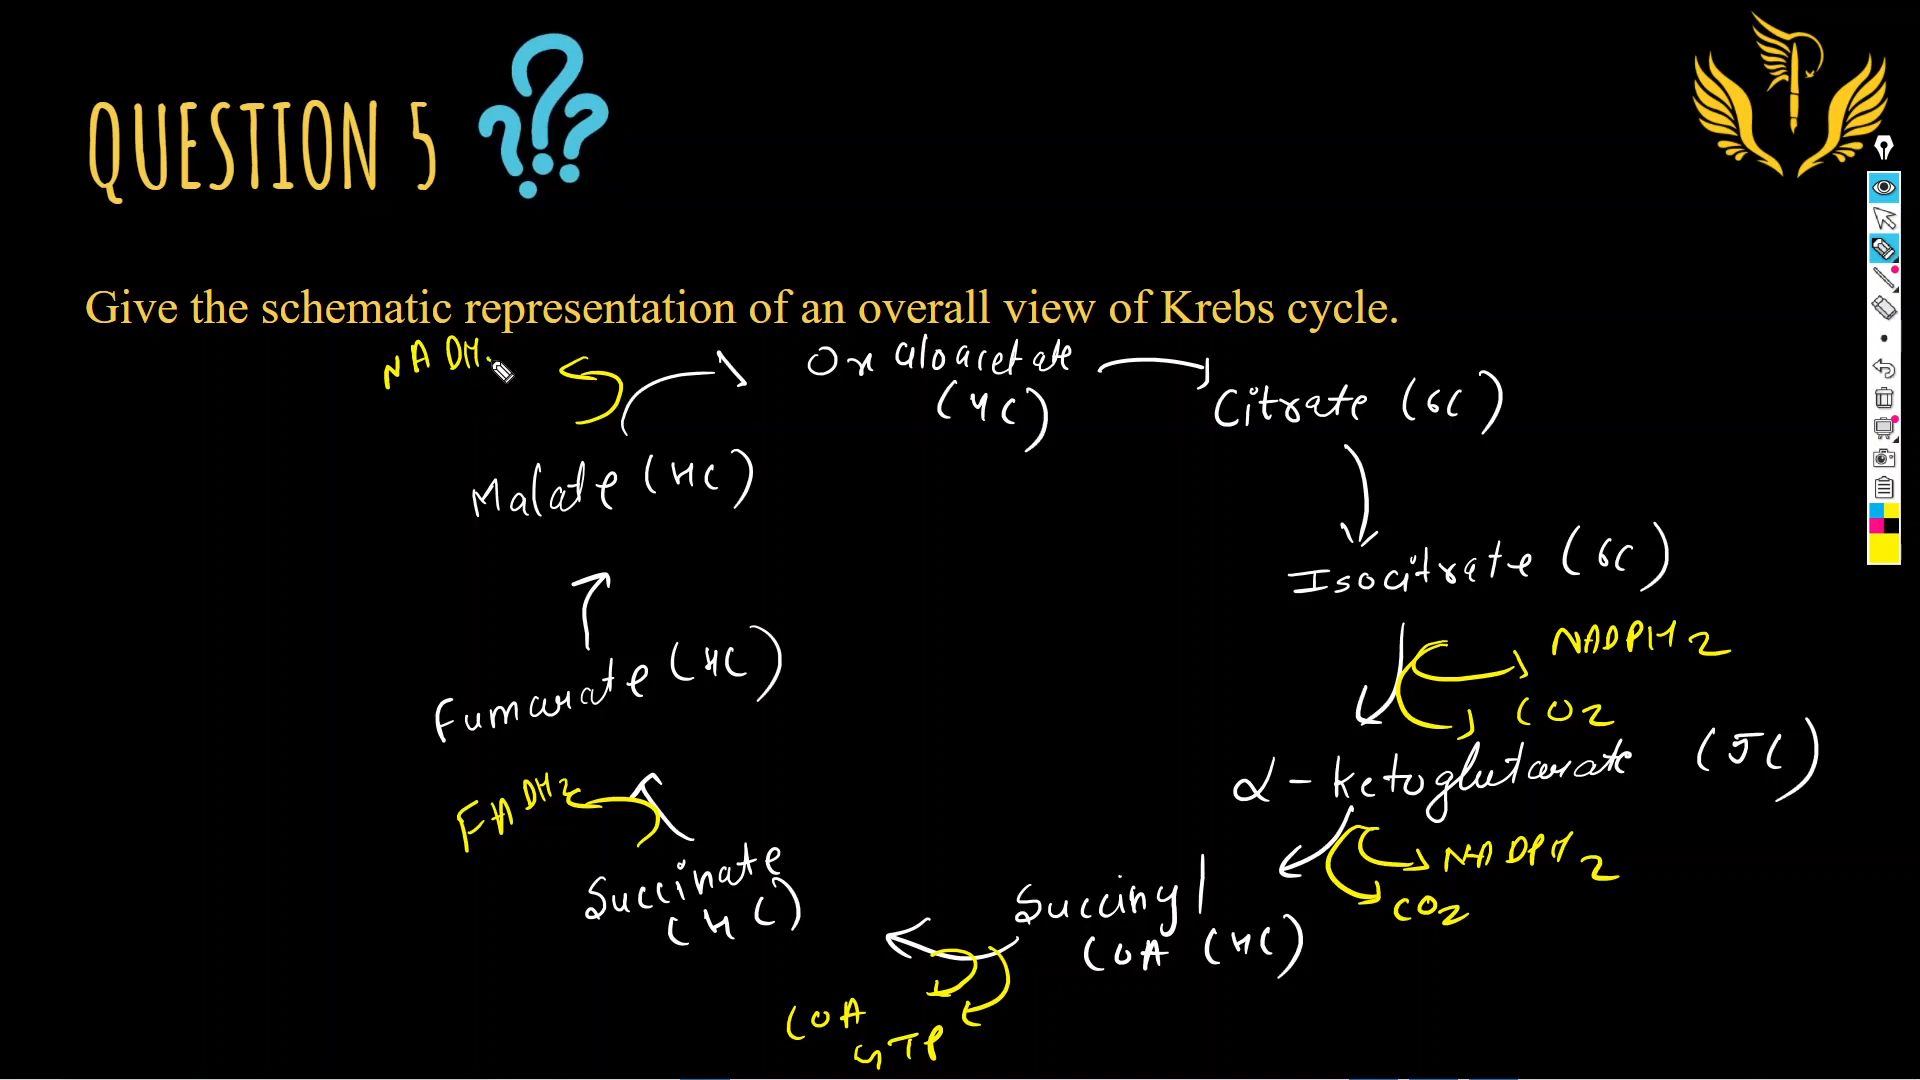 QUESTION 5
Give the schematic representation of an overall view of Krebs cycle.
NADH.
Oxaloacetate
(4C)
Citrate (6C)
Malate (4C)
Isocitrate (6C)
NADPH2
CO2
Fumarate (4C)
α-ketoglutarate (5C)
FADH2
NADPH2
CO2
Succinate
(4C)
Succinyl
COA (4C)
COA
GTP